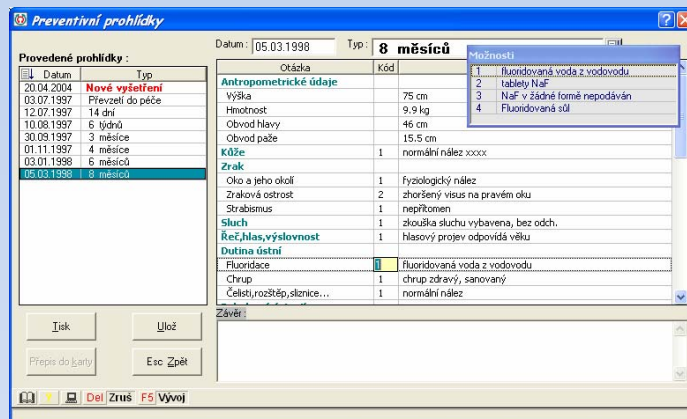 Preventivní prohlídky
Provedené prohlídky :
Datum Typ
20.04.2004 Nové vyšetření
03.07.1997 Převzetí do péče
12.07.1997 14 dní
10.08.1997 6 týdnů
30.09.1997 3 měsíce
01.11.1997 4 měsíce
03.01.1998 6 měsíců
05.03.1998 8 měsíců
Tisk Ulož
Přepis do karty Esc Zpět
Datum : 05.03.1998 Typ : 8 měsíců
Možnosti
1 fluoridovaná voda z vodovodu
2 tablety NaF
3 NaF v žádné formě nepodáván
4 Fluoridovaná sůl
Otázka Kód
Antropometrické údaje
Výška 75 cm
Hmotnost 9.9 kg
Obvod hlavy 46 cm
Obvod paže 15.5 cm
Kůže 1 normální nález xxxx
Zrak
Oko a jeho okolí 1 fyziologický nález
Zraková ostrost 2 zhoršený visus na pravém oku
Strabismus 1 nepřítomen
Sluch 1 zkouška sluchu vybavena, bez odch.
Řeč,hlas,výslovnost 1 hlasový projev odpovídá věku
Dutina ústní
Fluoridace 1 fluoridovaná voda z vodovodu
Chrup 1 chrup zdravý, sanovaný
Čelisti,rozštěp,sliznice... 1 normální nález
Závěr :
Del Zruš F5 Vývoj